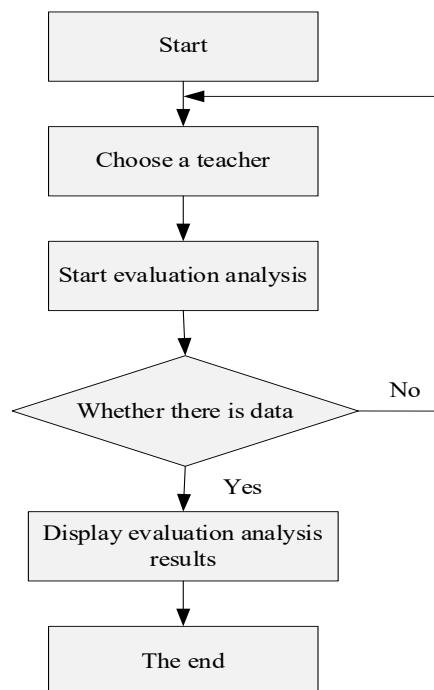 Start
Choose a teacher
Start evaluation analysis
Whether there is data
No
Yes
Display evaluation analysis
results
The end